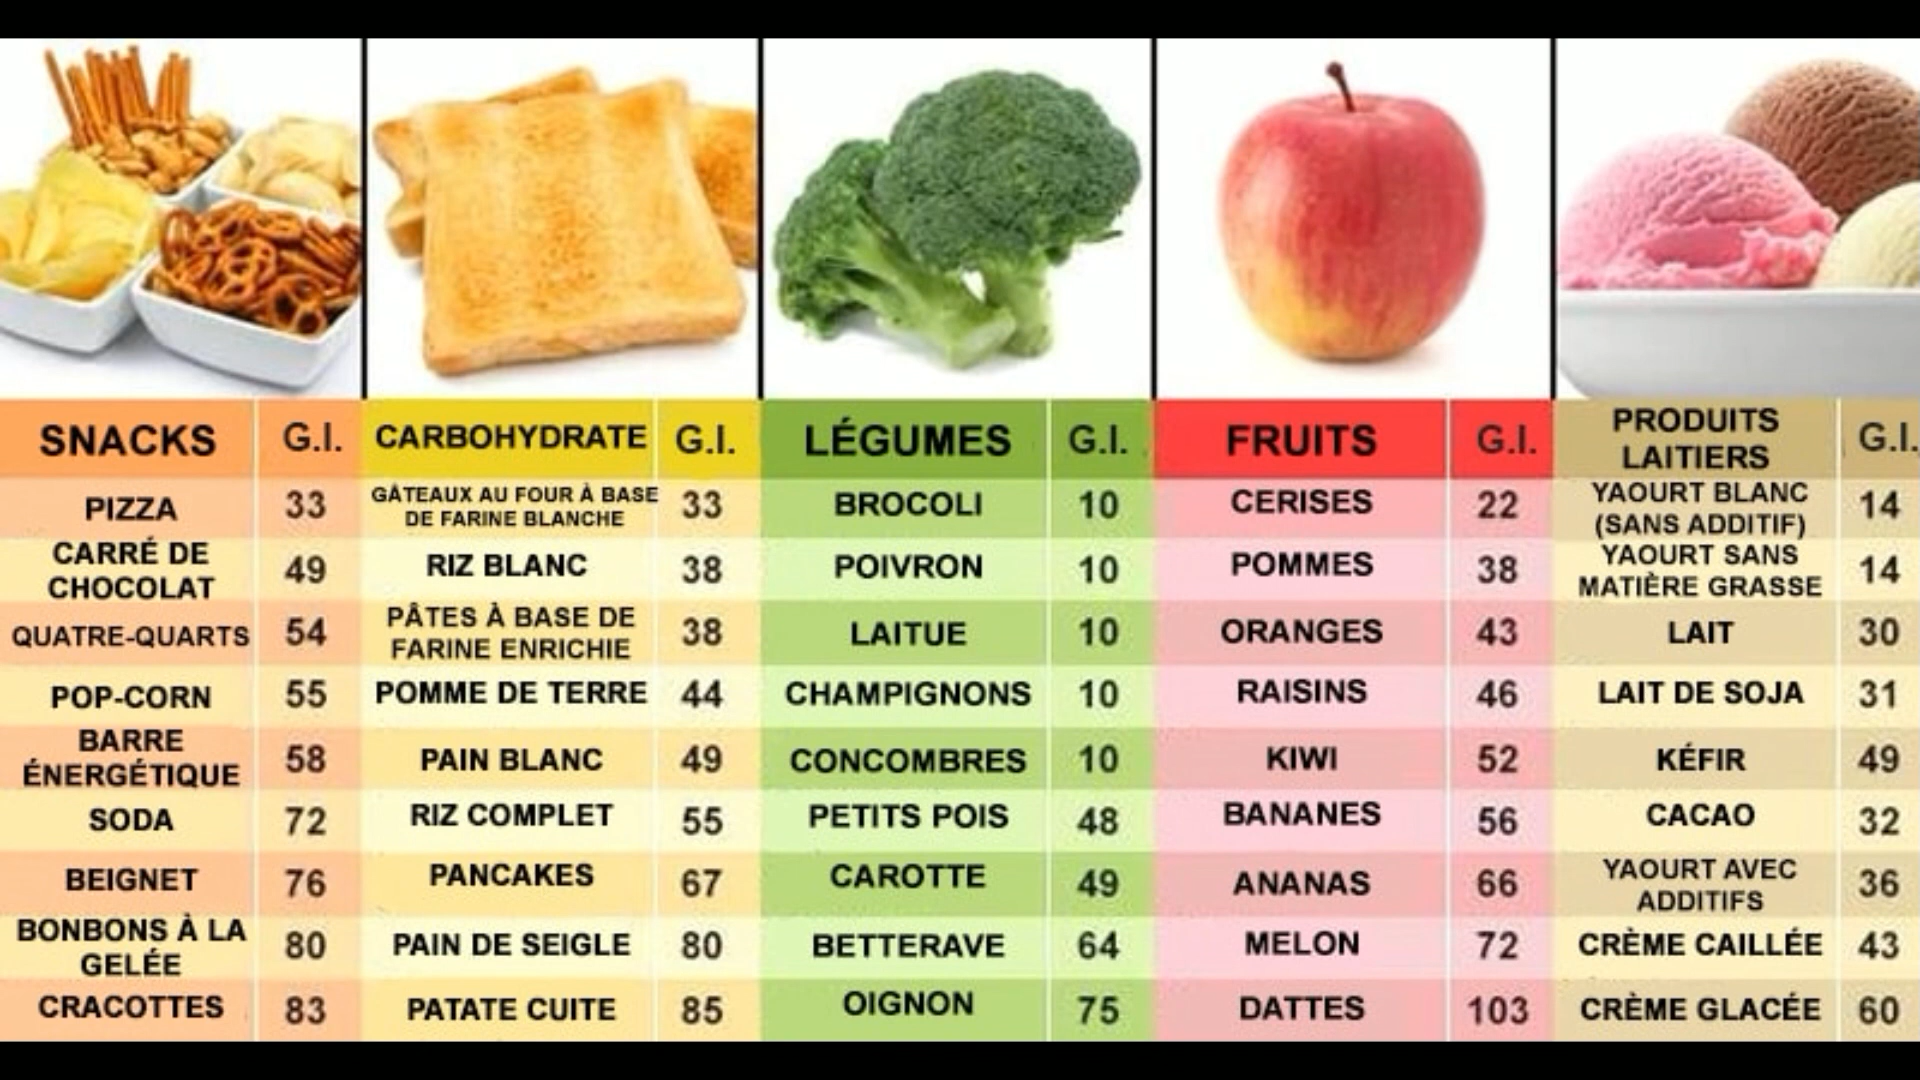 SNACKS G.I. CARBOHYDRATE G.I. LÉGUMES G.I. FRUITS G.I. PRODUITS
LAITIERS G.I.
PIZZA 33 GÂTEAUX AU FOUR À BASE
DE FARINE BLANCHE 33 BROCOLI 10 CERISES 22 YAOURT BLANC
(SANS ADDITIF) 14
CARRÉ DE
CHOCOLAT 49 RIZ BLANC 38 POIVRON 10 POMMES 38 YAOURT SANS
MATIÈRE GRASSE 14
QUATRE-QUARTS 54 PÂTES À BASE DE
FARINE ENRICHIE 38 LAITUE 10 ORANGES 43 LAIT 30
POP-CORN 55 POMME DE TERRE 44 CHAMPIGNONS 10 RAISINS 46 LAIT DE SOJA 31
BARRE
ÉNERGÉTIQUE 58 PAIN BLANC 49 CONCOMBRES 10 KIWI 52 KÉFIR 49
SODA 72 RIZ COMPLET 55 PETITS POIS 48 BANANES 56 CACAO 32
BEIGNET 76 PANCAKES 67 CAROTTE 49 ANANAS 66 YAOURT AVEC
ADDITIFS 36
BONBONS À LA
GELÉE 80 PAIN DE SEIGLE 80 BETTERAVE 64 MELON 72 CRÈME CAILLÉE 43
CRACOTTES 83 PATATE CUITE 85 OIGNON 75 DATTES 103 CRÈME GLACÉE 60